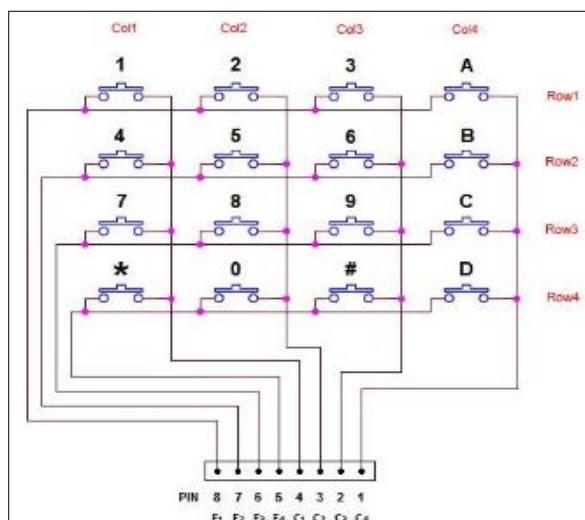 Col1 Col2 Col3 Col4
1 2 3 A
Row1
4 5 6 B
Row2
7 8 9 C
Row3
* 0 # D
Row4
PIN 8 7 6 5 4 3 2 1